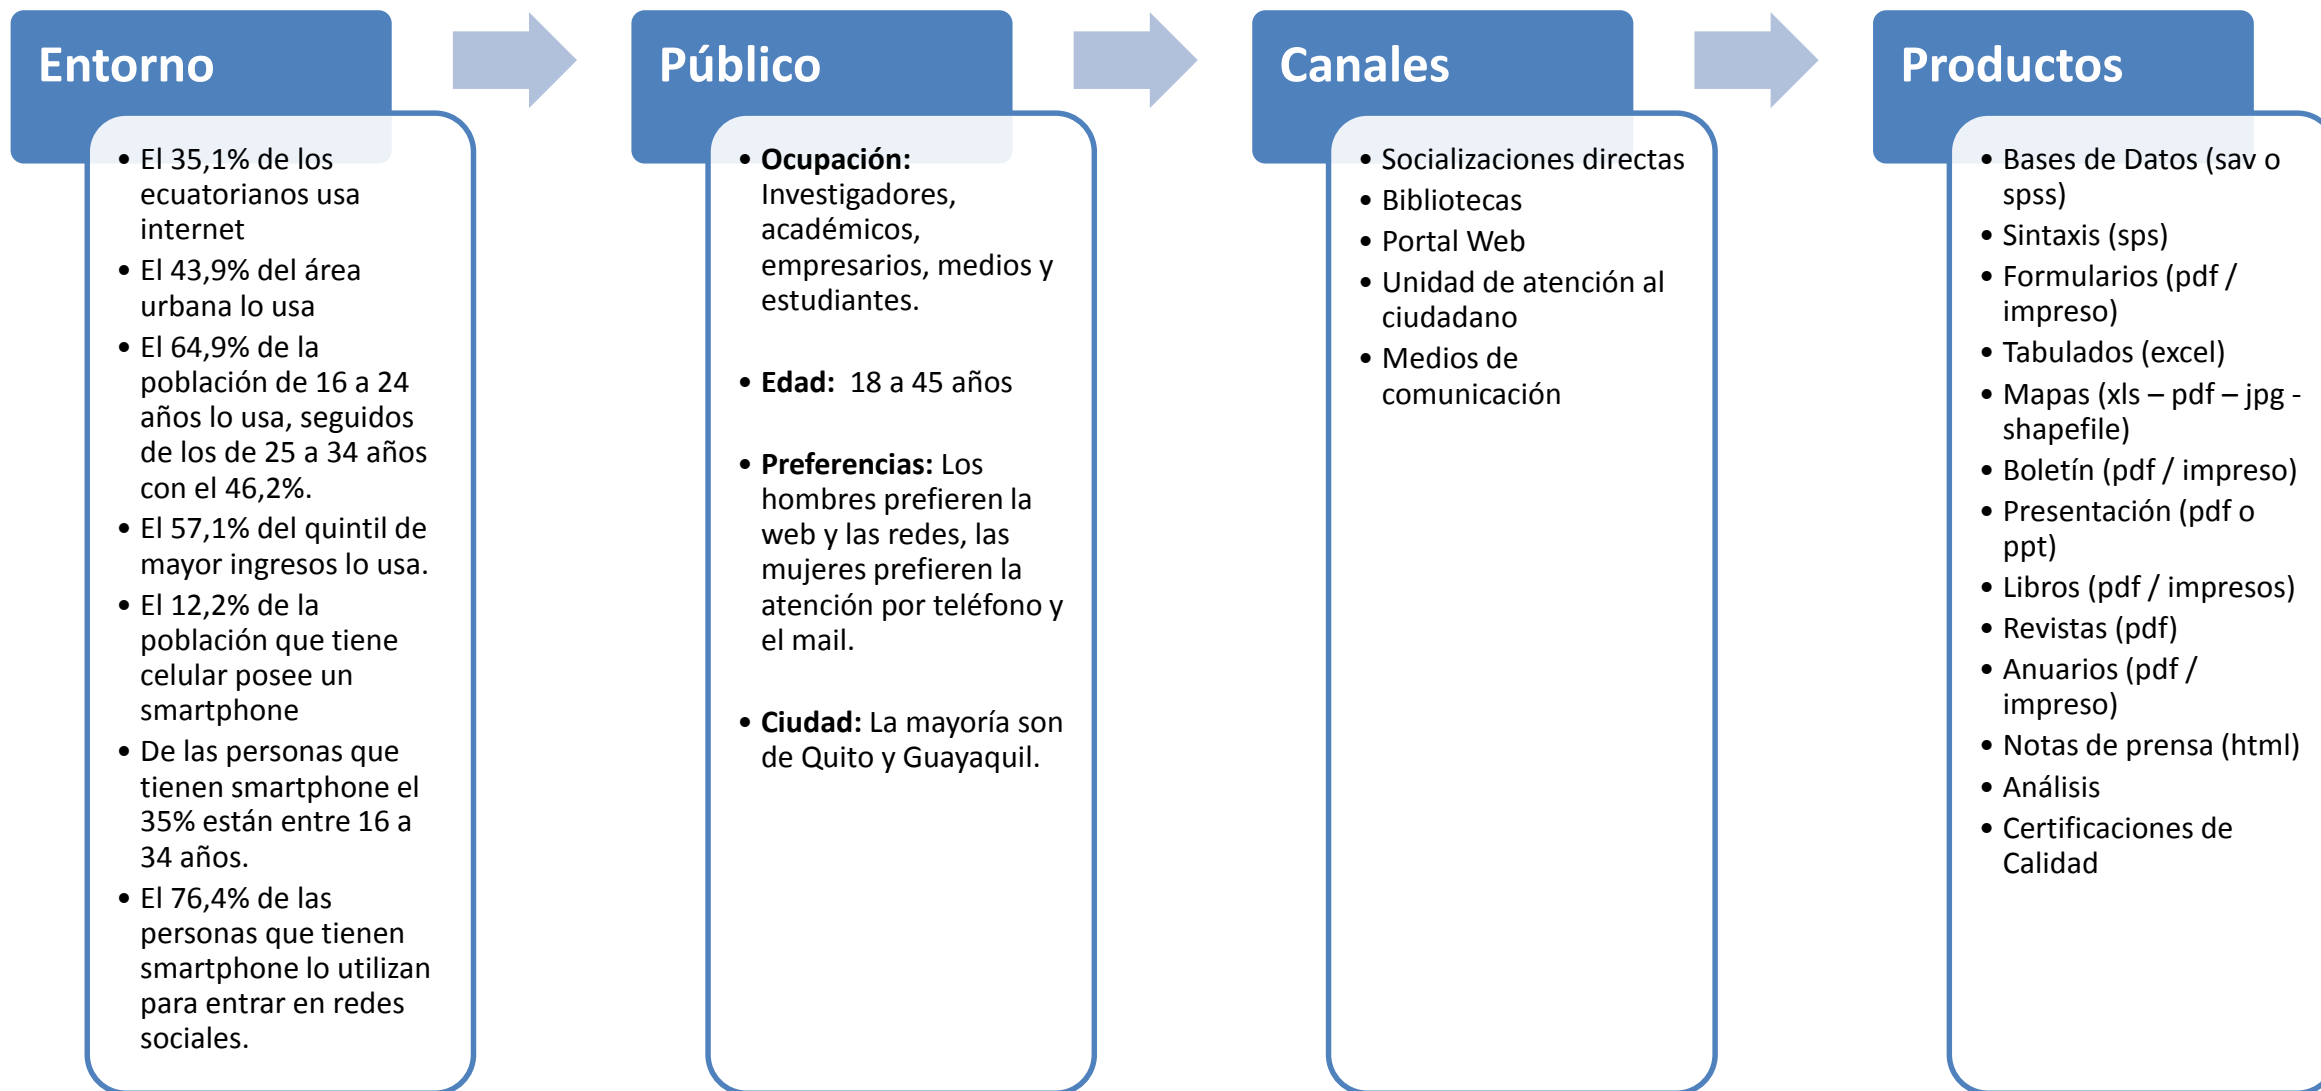 Entorno
• El 35,1% de los
ecuatorianos usa
internet
• El 43,9% del área
urbana lo usa
• El 64,9% de la
población de 16 a 24
años lo usa, seguidos
de los de 25 a 34 años
con el 46,2%.
• El 57,1% del quintil de
mayor ingresos lo usa.
• El 12,2% de la
población que tiene
celular posee un
smartphone
• De las personas que
tienen smartphone el
35% están entre 16 a
34 años.
• El 76,4% de las
personas que tienen
smartphone lo utilizan
para entrar en redes
sociales.
Público
• Ocupación:
Investigadores,
académicos,
empresarios, medios y
estudiantes.
• Edad: 18 a 45 años
• Preferencias: Los
hombres prefieren la
web y las redes, las
mujeres prefieren la
atención por teléfono y
el mail.
• Ciudad: La mayoría son
de Quito y Guayaquil.
Canales
• Socializaciones directas
• Bibliotecas
• Portal Web
• Unidad de atención al
ciudadano
• Medios de
comunicación
Productos
• Bases de Datos (sav o
spss)
• Sintaxis (sps)
• Formularios (pdf /
impreso)
• Tabulados (excel)
• Mapas (xls – pdf – jpg -
shapefile)
• Boletín (pdf / impreso)
• Presentación (pdf o
ppt)
• Libros (pdf / impresos)
• Revistas (pdf)
• Anuarios (pdf /
impreso)
• Notas de prensa (html)
• Análisis
• Certificaciones de
Calidad